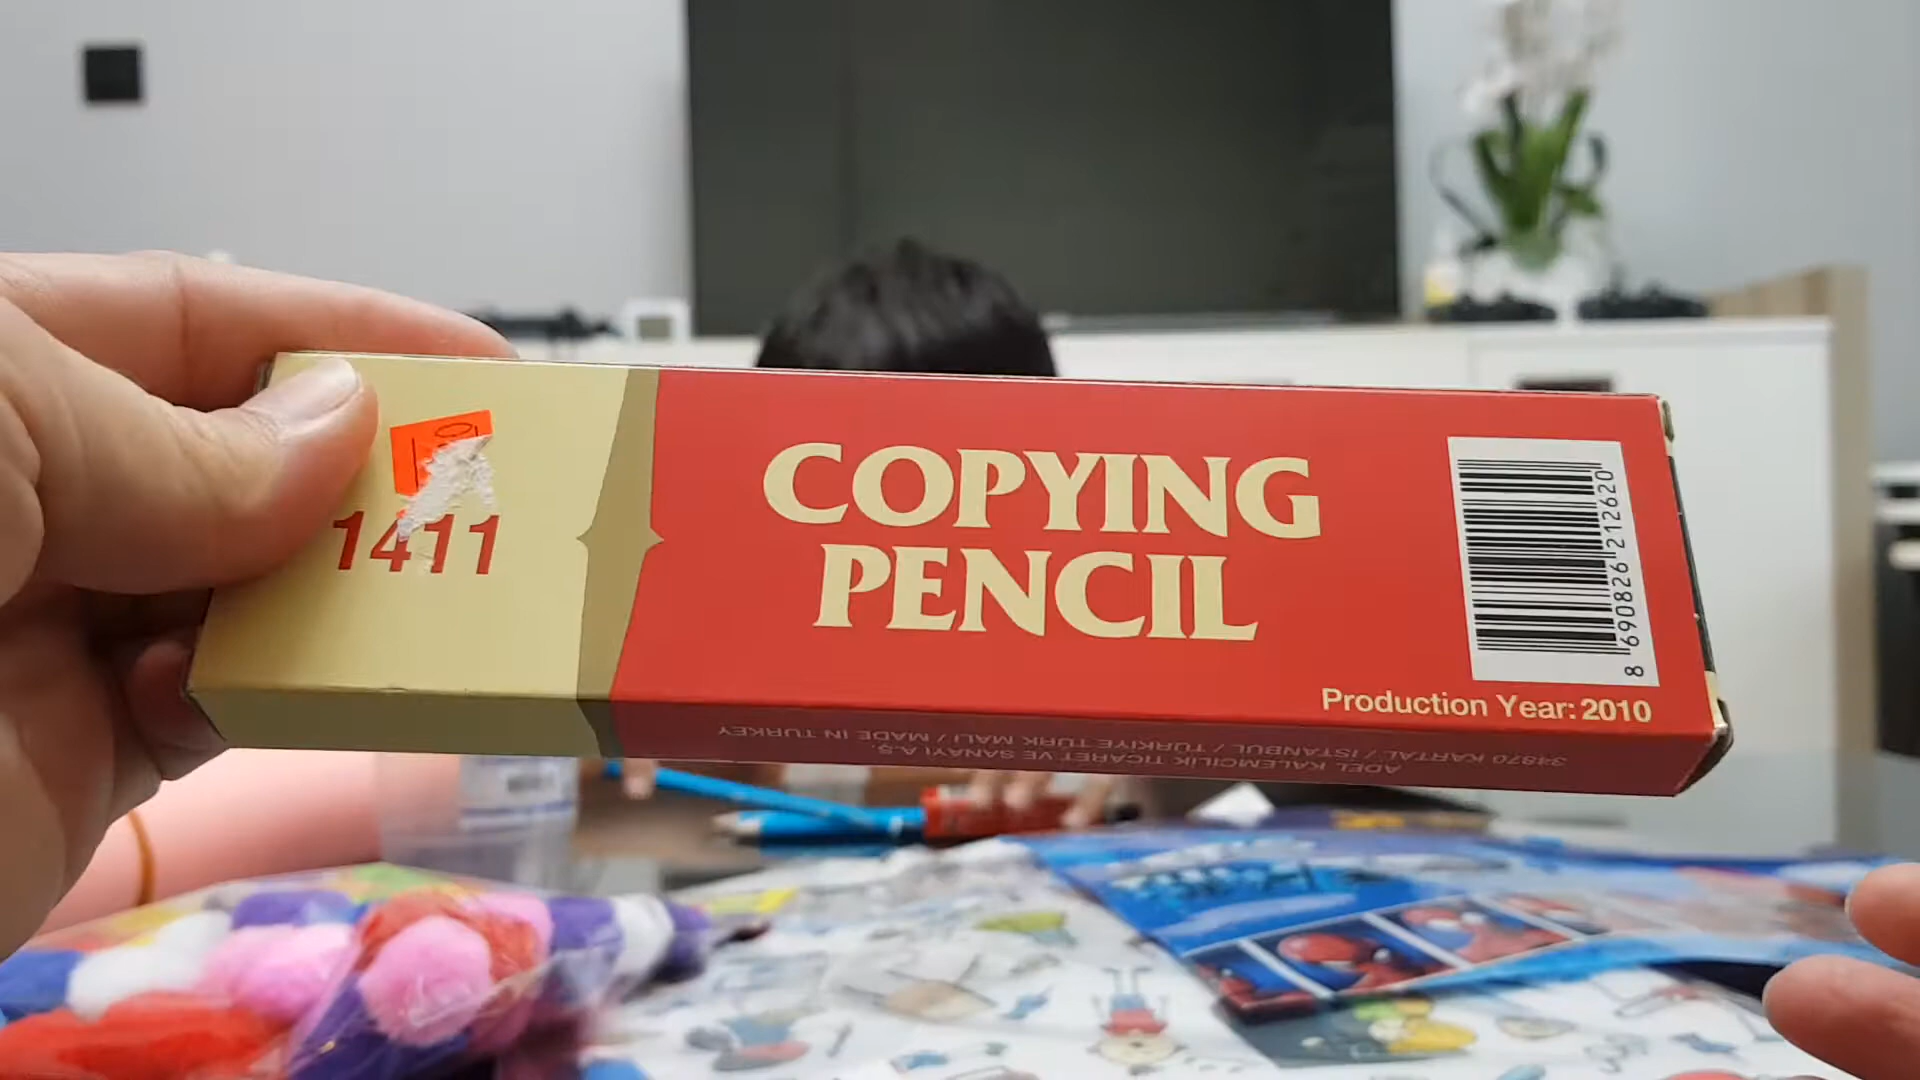 1411
COPYING
PENCIL
8 690826 212620
Production Year: 2010
ADEL KALEMCİLİK TİCARET VE SANAYİ A.Ş.
34870 KARTAL / İSTANBUL / TÜRKİYE TÜRK MALI / MADE IN TURKEY